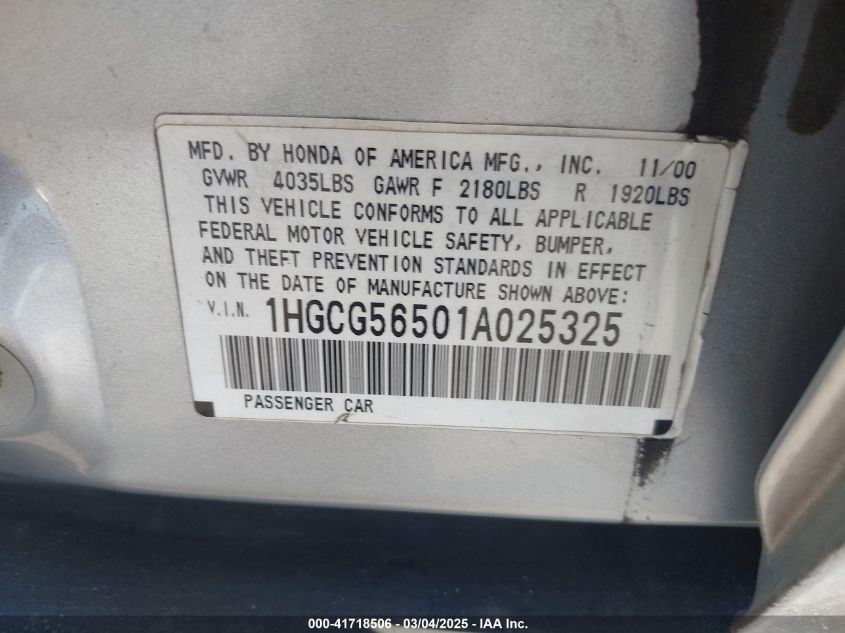 MFD. BY HONDA OF AMERICA MFG., INC. 11/00
GVWR 4035LBS GAWR F 2180LBS R 1920LBS
THIS VEHICLE CONFORMS TO ALL APPLICABLE
FEDERAL MOTOR VEHICLE SAFETY, BUMPER,
AND THEFT PREVENTION STANDARDS IN EFFECT
ON THE DATE OF MANUFACTURE SHOWN ABOVE:
V.I.N. 1HGCG56501A025325
PASSENGER CAR
000-41718506 - 03/04/2025 - IAA Inc.